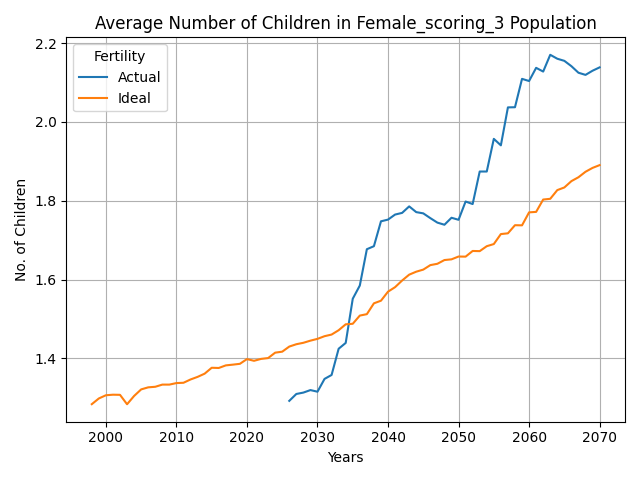 Average Number of Children in Female_scoring_3 Population
Fertility
Actual
Ideal
No. of Children
2.2
2.0
1.8
1.6
1.4
2000 2010 2020 2030 2040 2050 2060 2070
Years